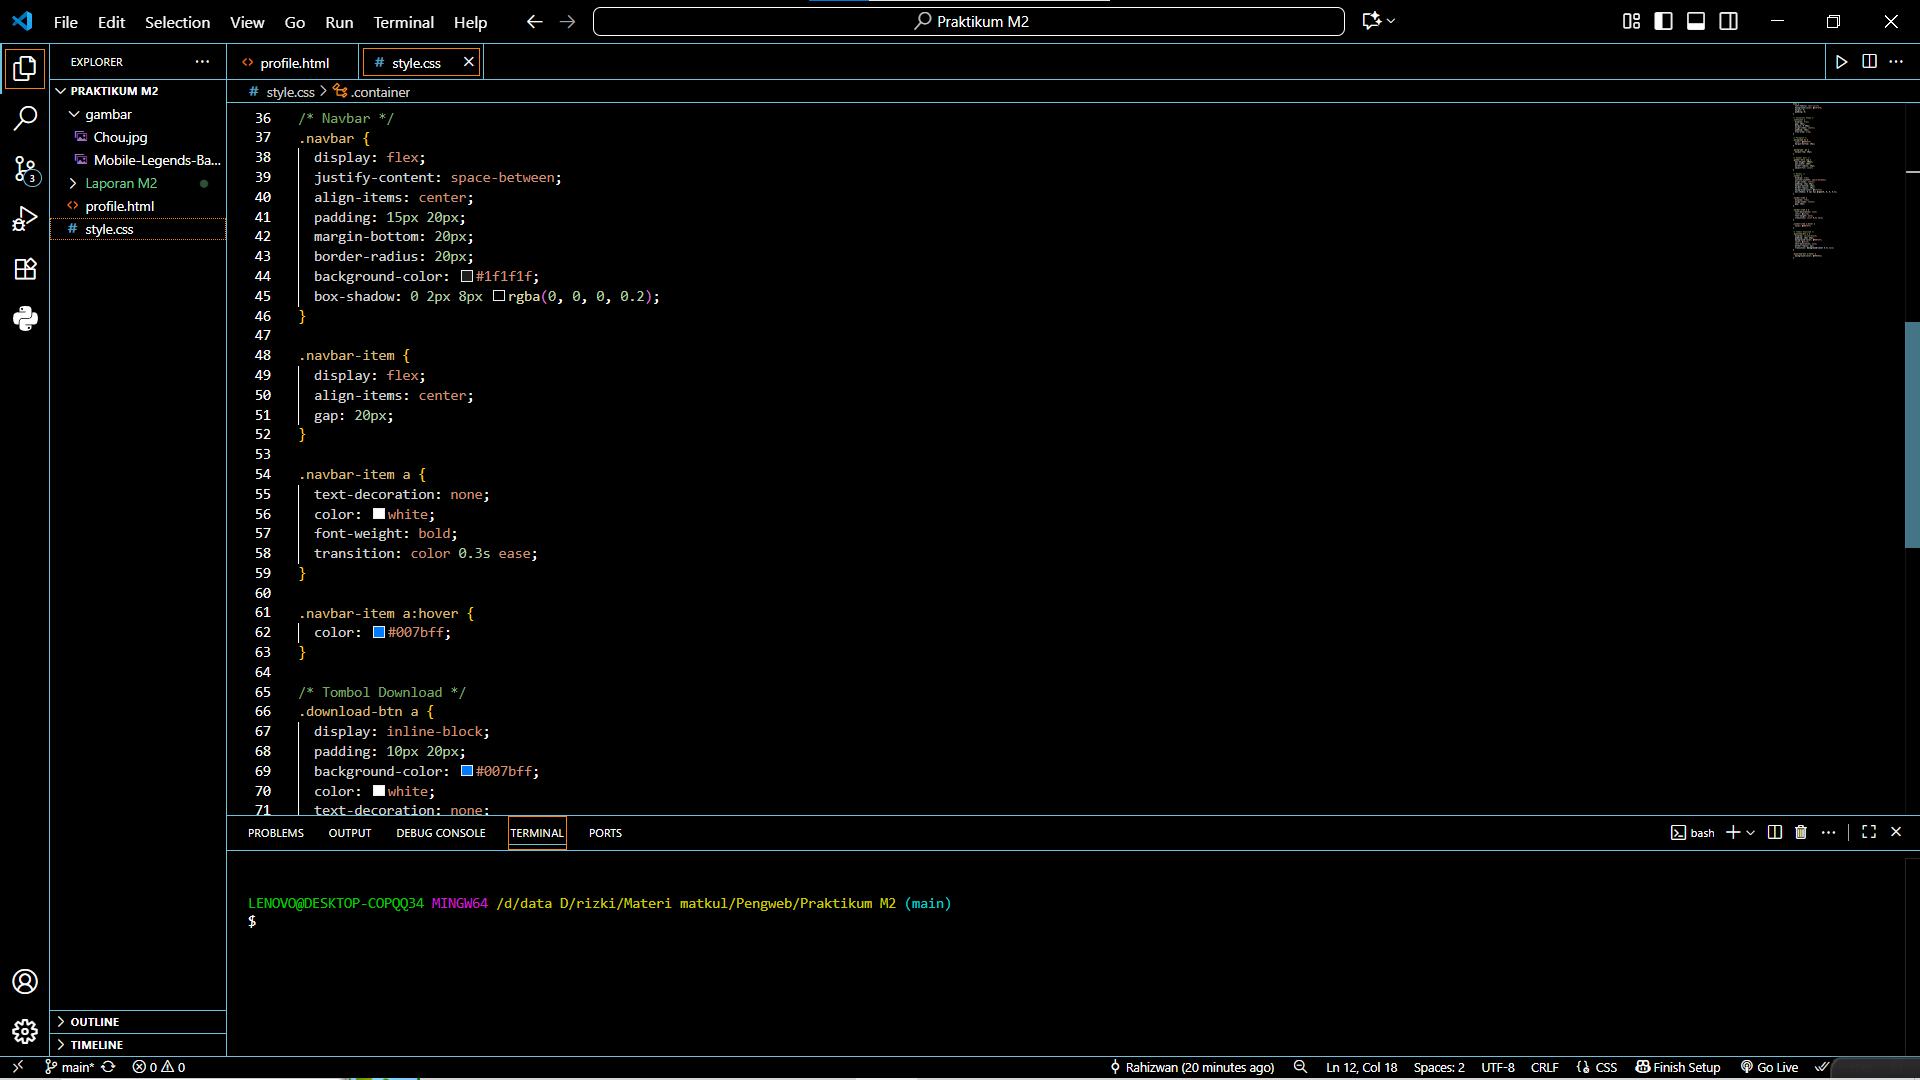 File Edit Selection View Go Run Terminal Help
Praktikum M2
EXPLORER
PRAKTIKUM M2
gambar
Chou.jpg
Mobile-Legends-Ba...
Laporan M2
profile.html
style.css
OUTLINE
TIMELINE
3
profile.html
style.css
style.css > .container
36 /* Navbar */
37 .navbar {
38 display: flex;
39 justify-content: space-between;
40 align-items: center;
41 padding: 15px 20px;
42 margin-bottom: 20px;
43 border-radius: 20px;
44 background-color: #1f1f1f;
45 box-shadow: 0 2px 8px rgba(0, 0, 0, 0.2);
46 }
47
48 .navbar-item {
49 display: flex;
50 align-items: center;
51 gap: 20px;
52 }
53
54 .navbar-item a {
55 text-decoration: none;
56 color: white;
57 font-weight: bold;
58 transition: color 0.3s ease;
59 }
60
61 .navbar-item a:hover {
62 color: #007bff;
63 }
64
65 /* Tombol Download */
66 .download-btn a {
67 display: inline-block;
68 padding: 10px 20px;
69 background-color: #007bff;
70 color: white;
71 text-decoration: none;
PROBLEMS OUTPUT DEBUG CONSOLE TERMINAL PORTS
bash
LENOVO@DESKTOP-COPQQ34 MINGW64 /d/data D/rizki/Materi matkul/Pengweb/Praktikum M2 (main)
$
main* 0 0 Rahizwan (20 minutes ago) Ln 12, Col 18 Spaces: 2 UTF-8 CRLF CSS Finish Setup Go Live